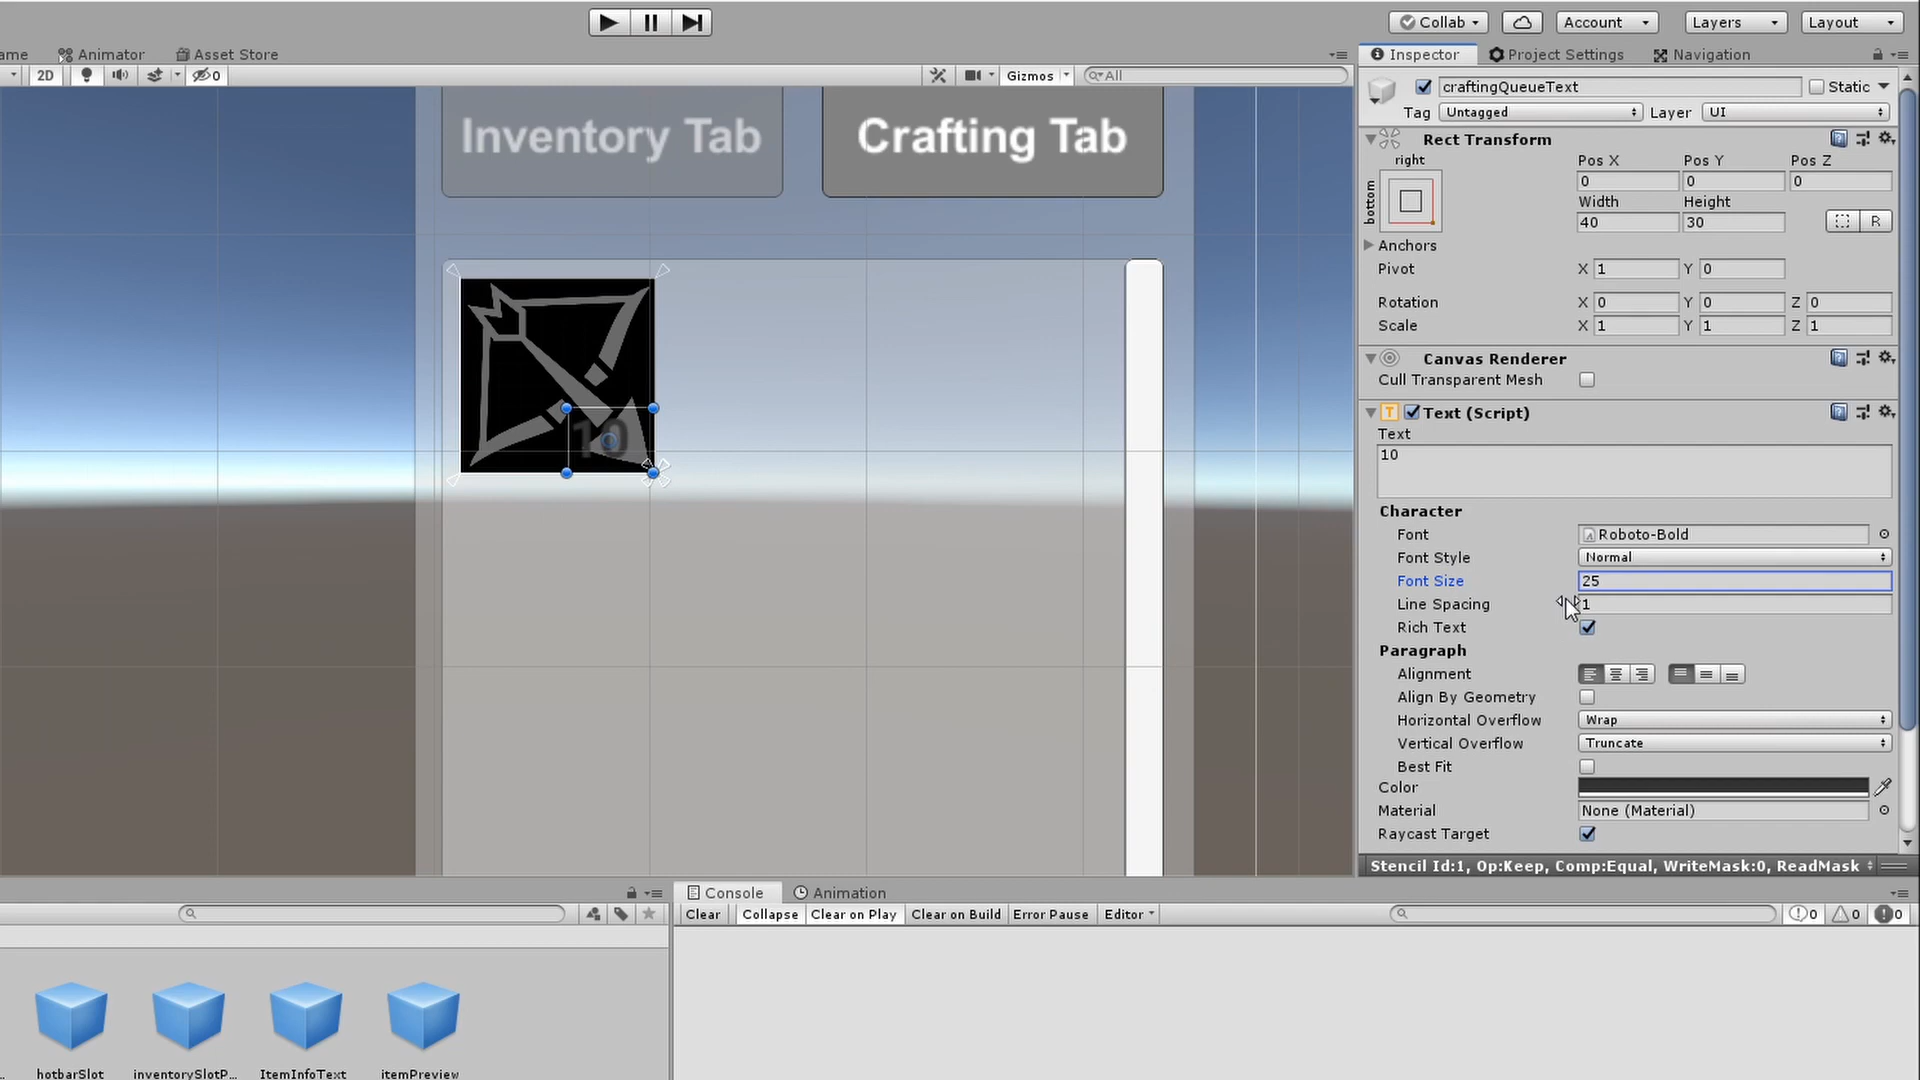 Collab
Account
Layers
Layout
ame
Animator
Asset Store
Inspector
Project Settings
Navigation
2D
0
Gizmos
All
craftingQueueText
Static
Tag
Untagged
Layer
UI
Rect Transform
right
bottom
Pos X
Pos Y
Pos Z
0
0
0
Width
Height
40
30
R
Anchors
Pivot
X 1
Y 0
Rotation
X 0
Y 0
Z 0
Scale
X 1
Y 1
Z 1
Canvas Renderer
Cull Transparent Mesh
T
Text (Script)
Text
10
Character
Font
Roboto-Bold
Font Style
Normal
Font Size
25
Line Spacing
1
Rich Text
Paragraph
Alignment
Align By Geometry
Horizontal Overflow
Wrap
Vertical Overflow
Truncate
Best Fit
Color
Material
None (Material)
Raycast Target
Stencil Id:1, Op:Keep, Comp:Equal, WriteMask:0, ReadMask
Inventory Tab
Crafting Tab
10
Console
Animation
Clear
Collapse
Clear on Play
Clear on Build
Error Pause
Editor
0
0
0
hotbarSlot
inventorySlotP...
ItemInfoText
itemPreview